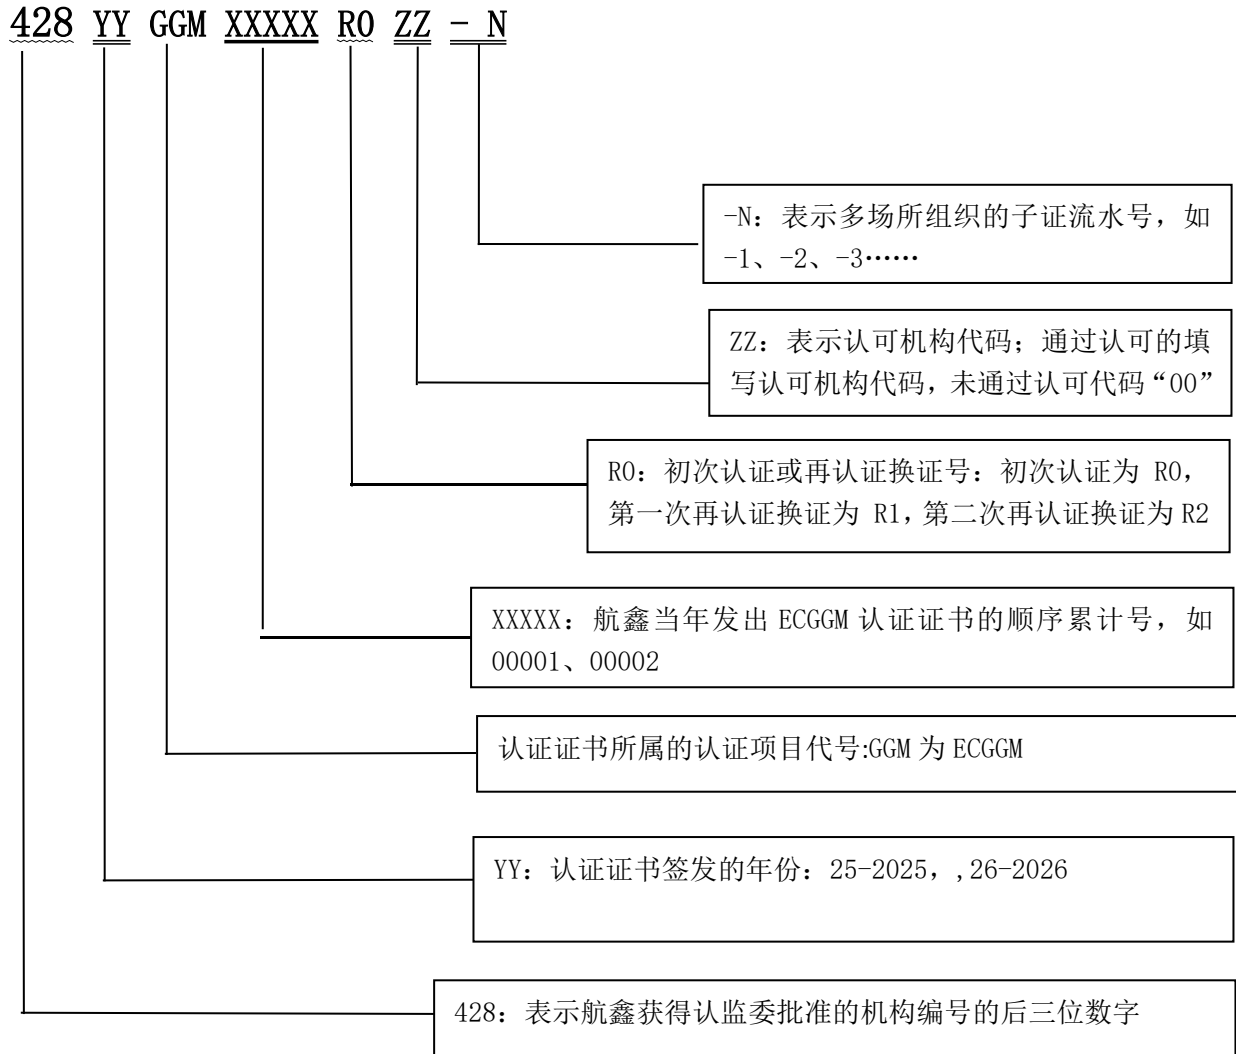 428 YY GGM XXXXX R0 ZZ - N
-N：表示多场所组织的子证流水号，如
-1、-2、-3……
ZZ：表示认可机构代码；通过认可的填
写认可机构代码，未通过认可代码“00”
R0：初次认证或再认证换证号：初次认证为 R0，
第一次再认证换证为 R1，第二次再认证换证为 R2
XXXXX：航鑫当年发出 ECGGM 认证证书的顺序累计号，如
00001、00002
认证证书所属的认证项目代号:GGM 为 ECGGM
YY：认证证书签发的年份：25-2025，,26-2026
428：表示航鑫获得认监委批准的机构编号的后三位数字